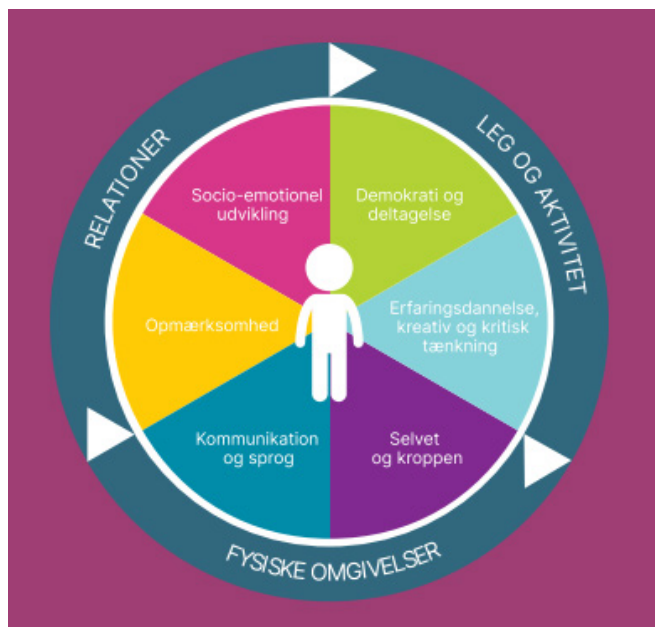 RELATIONER
LEG OG AKTIVITET
Socio-emotionel
udvikling
Demokrati og
deltagelse
Opmærksomhed
Erfaringsdannelse,
kreativ og kritisk
tænkning
Kommunikation
og sprog
Selvet
og kroppen
FYSISKE OMGIVELSER